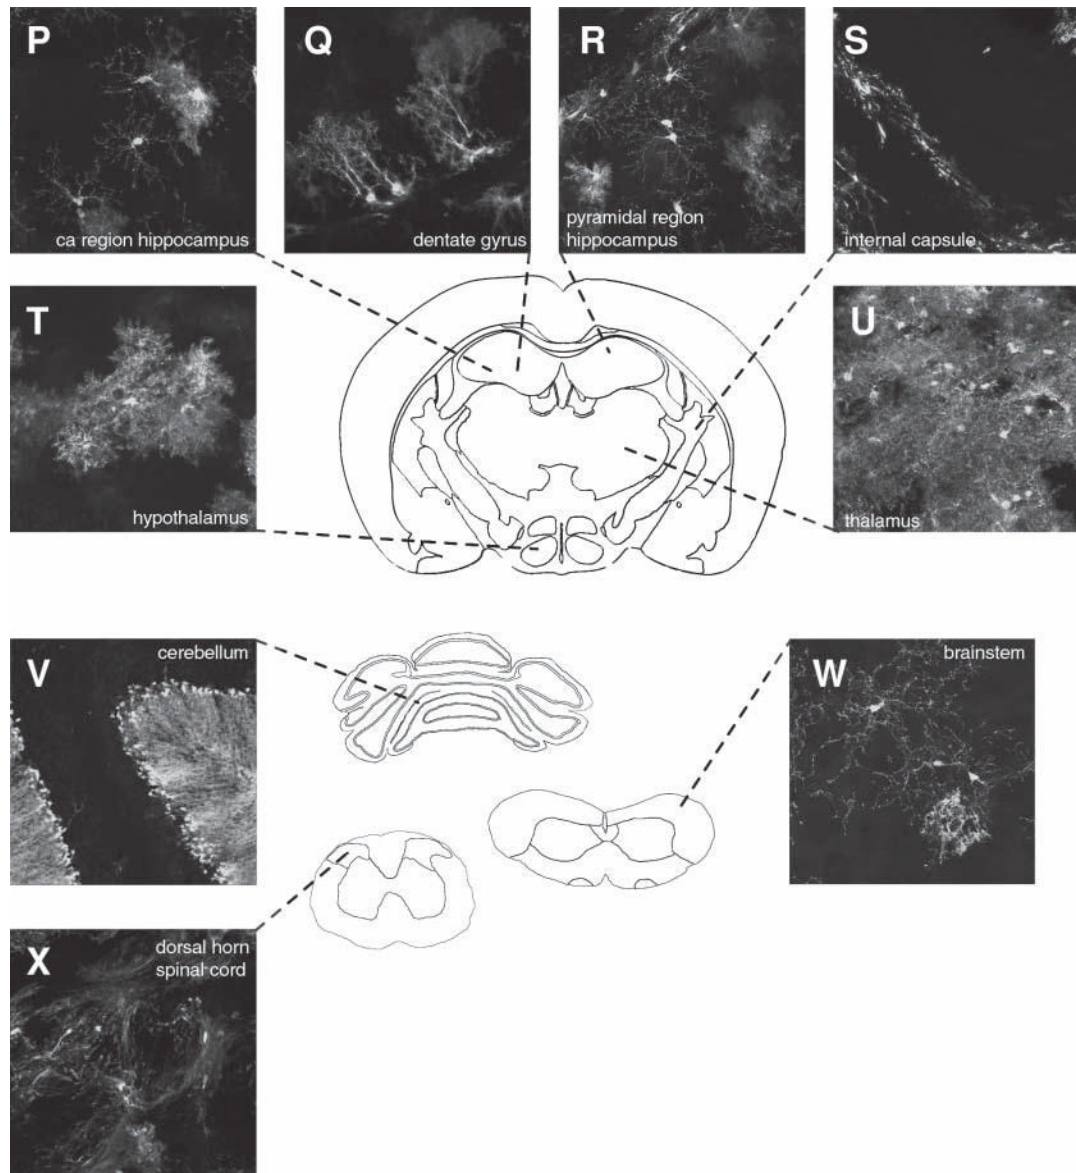 P
ca region hippocampus
Q
dentate gyrus
R
pyramidal region
hippocampus
S
internal capsule
T
hypothalamus
U
thalamus
V
cerebellum
W
brainstem
X
dorsal horn
spinal cord